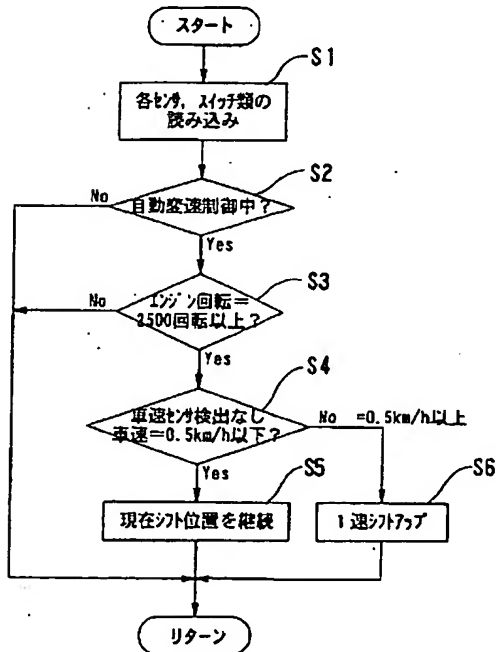 スタート
S1
各センサ, スイッチ類の
読み込み
S2
No
自動変速制御中?
Yes
S3
No
エンジン回転=
2500回転以上?
Yes
S4
車速センサ検出なし
車速=0.5km/h以下?
No =0.5km/h以上
Yes
S5
S6
現在シフト位置を継続
1速シフトアップ
リターン